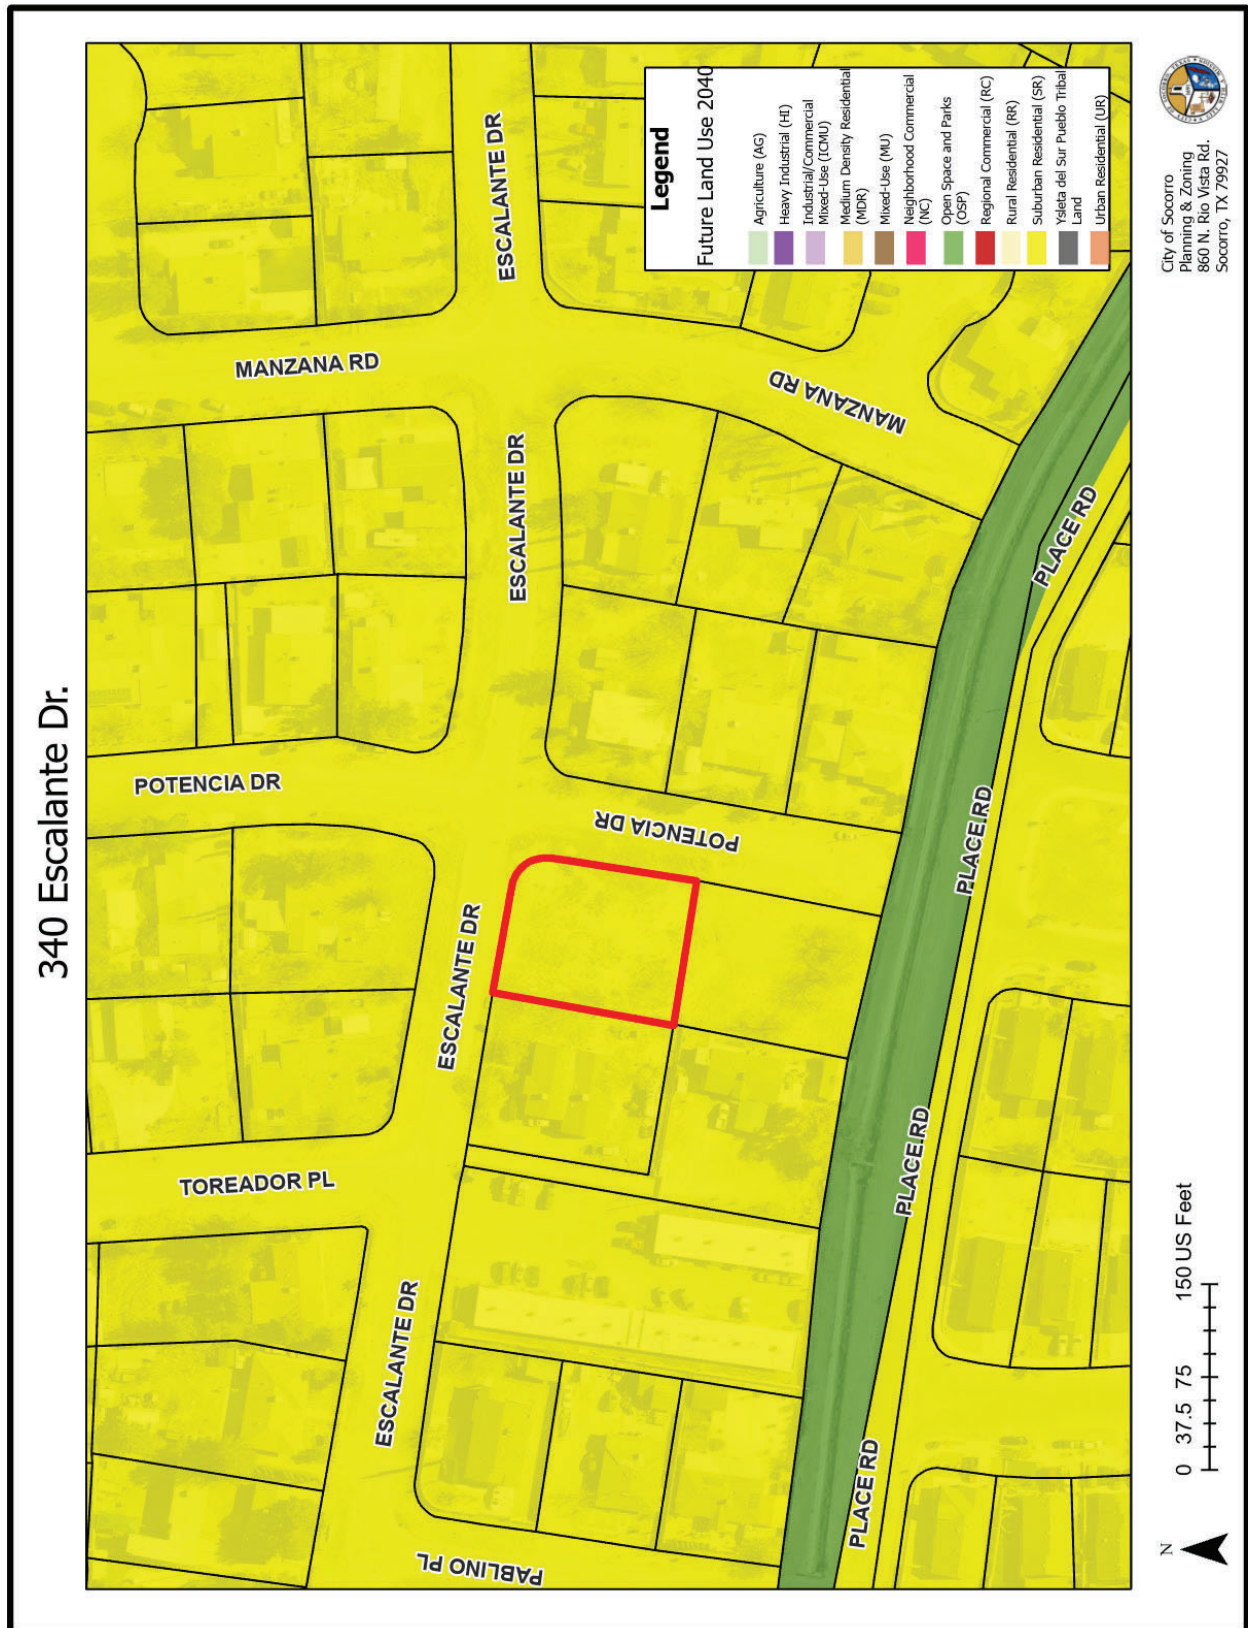 340 Escalante Dr.
ESCALANTE DR
MANZANA RD
MANZANA RD
ESCALANTE DR
POTENCIA DR
POTENCIA DR
ESCALANTE DR
TOREADOR PL
ESCALANTE DR
PABLINO PL
PLACE RD
PLACE RD
PLACE RD
PLACE RD
Legend
Future Land Use 2040
Agriculture (AG)
Heavy Industrial (HI)
Industrial/Commercial
Mixed-Use (ICMU)
Medium Density Residential
(MDR)
Mixed-Use (MU)
Neighborhood Commercial
(NC)
Open Space and Parks
(OSP)
Regional Commercial (RC)
Rural Residential (RR)
Suburban Residential (SR)
Ysleta del Sur Pueblo Tribal
Land
Urban Residential (UR)
N
0 37.5 75 150 US Feet
City of Socorro
Planning & Zoning
860 N. Rio Vista Rd.
Socorro, TX 79927